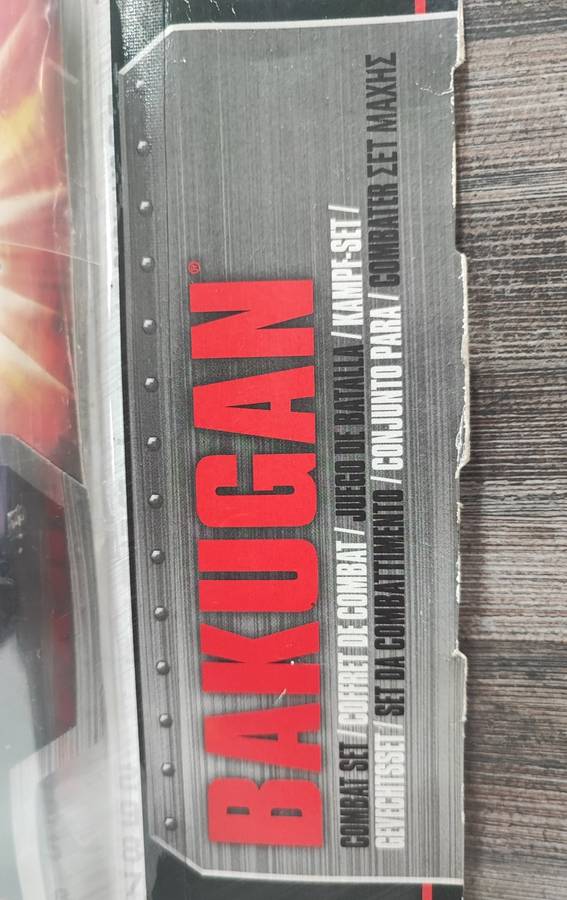 BAKUGAN®
COMBAT SET / COFFRET DE COMBAT / JUEGO DE BATALLA / KAMPF-SET /
GEVECHTSSET / SET DA COMBATTIMENTO / CONJUNTO PARA / COMBATER ΣΕΤ ΜΑΧΗΣ